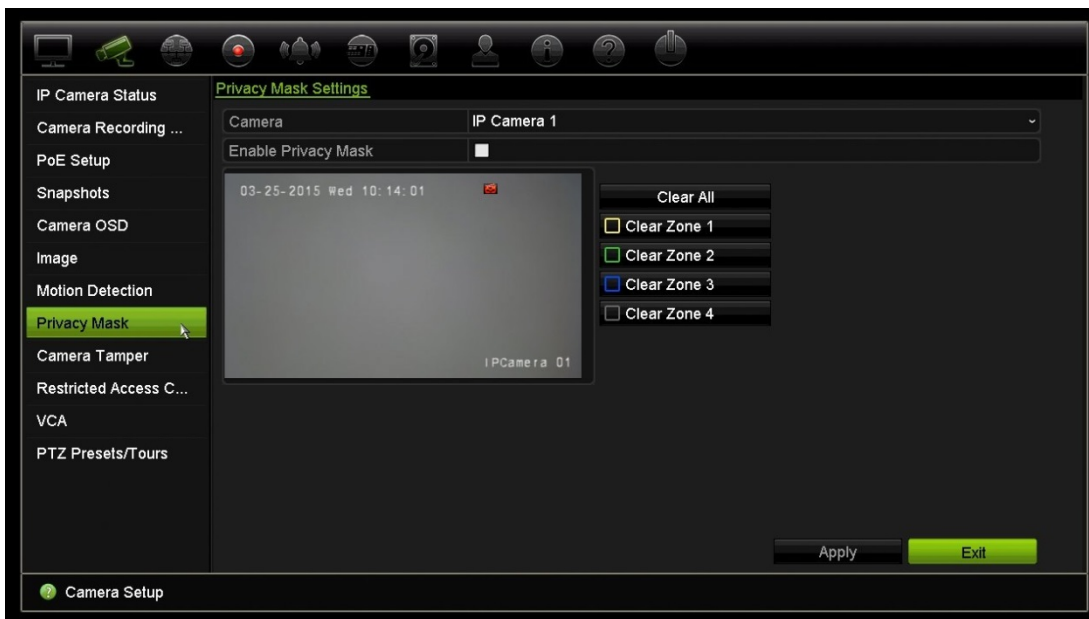 Privacy Mask Settings
IP Camera Status
Camera Recording ...
PoE Setup
Snapshots
Camera OSD
Image
Motion Detection
Privacy Mask
Camera Tamper
Restricted Access C...
VCA
PTZ Presets/Tours
Camera IP Camera 1
Enable Privacy Mask
03-25-2015 Wed 10:14:01
IPCamera 01
Clear All
Clear Zone 1
Clear Zone 2
Clear Zone 3
Clear Zone 4
Apply Exit
Camera Setup